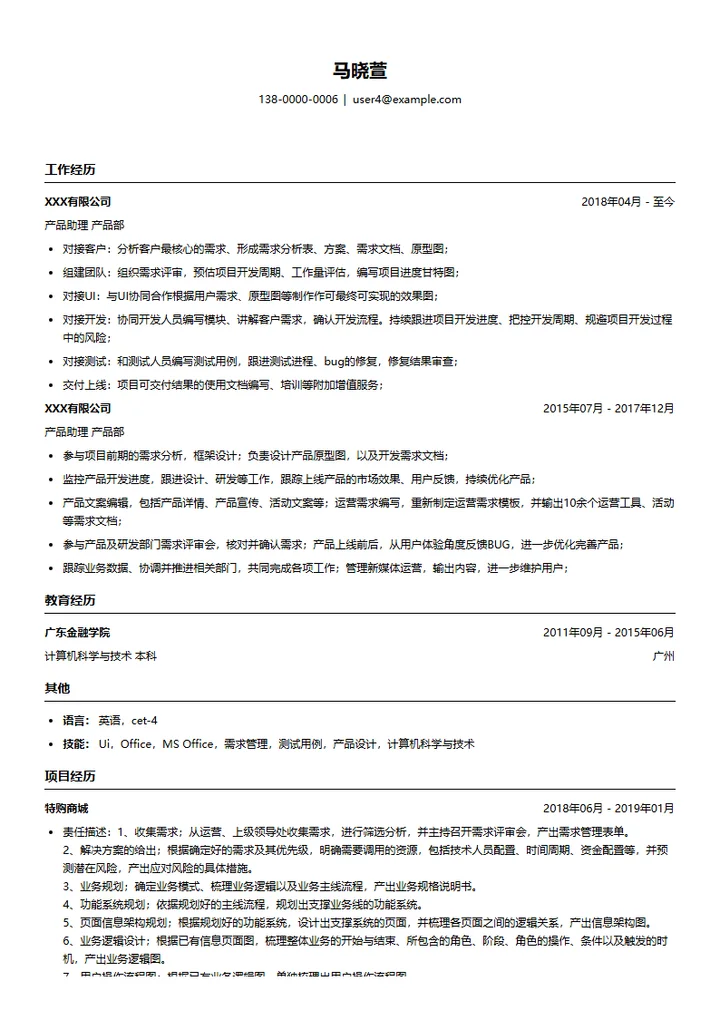 马晓萱
138-0000-0006 | user4@example.com
工作经历
XXX有限公司 2018年04月 - 至今
产品助理 产品部
• 对接客户：分析客户最核心的需求、形成需求分析表、方案、需求文档、原型图；
• 组建团队：组织需求评审，预估项目开发周期、工作量评估，编写项目进度甘特图；
• 对接UI：与UI协同合作根据用户需求、原型图等制作作可最终可实现的效果图；
• 对接开发：协同开发人员编写模块、讲解客户需求，确认开发流程。持续跟进项目开发进度、把控开发周期、规避项目开发过程
中的风险；
• 对接测试：和测试人员编写测试用例，跟进测试进程、bug的修复，修复结果审查；
• 交付上线：项目可交付结果的使用文档编写、培训等附加增值服务；
XXX有限公司 2015年07月 - 2017年12月
产品助理 产品部
• 参与项目前期的需求分析，框架设计；负责设计产品原型图，以及开发需求文档；
• 监控产品开发进度，跟进设计、研发等工作，跟踪上线产品的市场效果、用户反馈，持续优化产品；
• 产品文案编辑，包括产品详情、产品宣传、活动文案等；运营需求编写，重新制定运营需求模板，并输出10余个运营工具、活动
等需求文档；
• 参与产品及研发部门需求评审会，核对并确认需求；产品上线前后，从用户体验角度反馈BUG，进一步优化完善产品；
• 跟踪业务数据、协调并推进相关部门，共同完成各项工作；管理新媒体运营，输出内容，进一步维护用户；
教育经历
广东金融学院 2011年09月 - 2015年06月
计算机科学与技术 本科 广州
其他
• 语言： 英语，cet-4
• 技能： Ui，Office，MS Office，需求管理，测试用例，产品设计，计算机科学与技术
项目经历
特购商城 2018年06月 - 2019年01月
• 责任描述：1、收集需求；从运营、上级领导处收集需求，进行筛选分析，并主持召开需求评审会，产出需求管理表单。
2、解决方案的给出；根据确定好的需求及其优先级，明确需要调用的资源，包括技术人员配置、时间周期、资金配置等，并预
测潜在风险，产出应对风险的具体措施。
3、业务规划；确定业务模式、梳理业务逻辑以及业务主线流程，产出业务规格说明书。
4、功能系统规划；依据规划好的主线流程，规划出支撑业务线的功能系统。
5、页面信息架构规划；根据规划好的功能系统，设计出支撑系统的页面，并梳理各页面之间的逻辑关系，产出信息架构图。
6、业务逻辑设计；根据已有信息页面图，梳理整体业务的开始与结束、所包含的角色、阶段、角色的操作、条件以及触发的时
机，产出业务逻辑图。
7、用户操作流程图；根据已有业务逻辑图，单独梳理出用户操作流程图